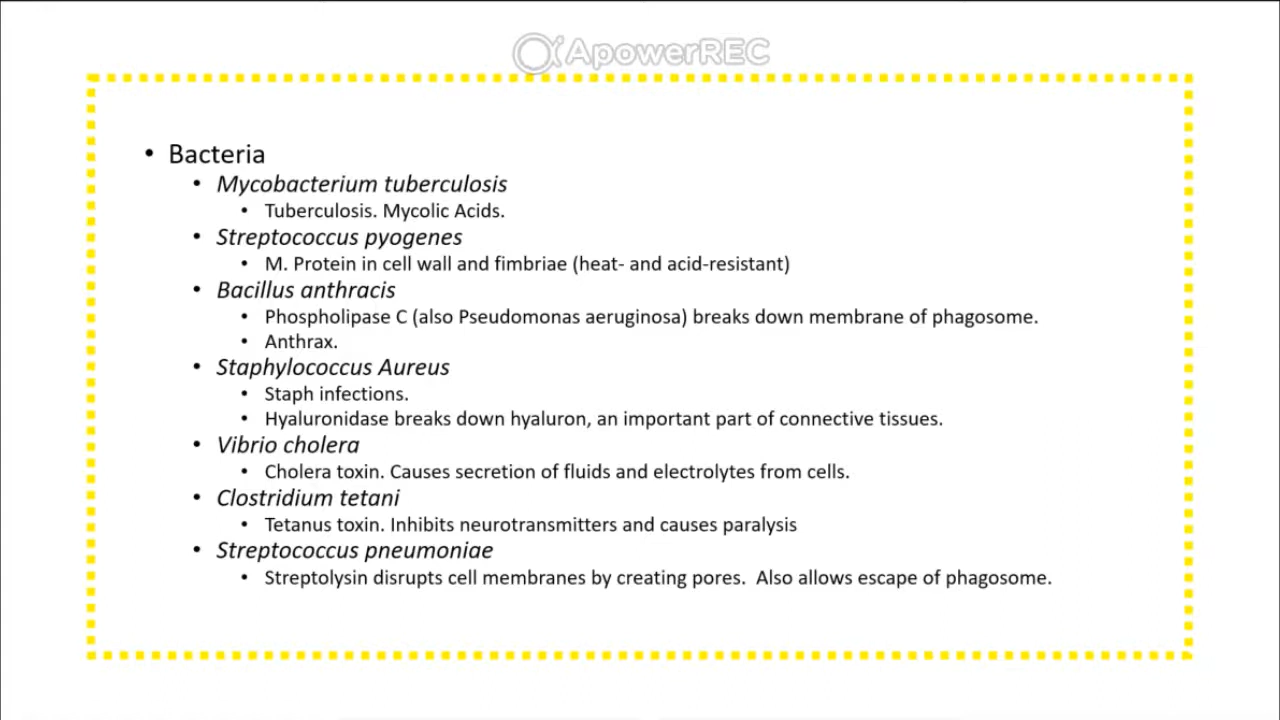 ApowerREC
• Bacteria
• Mycobacterium tuberculosis
• Tuberculosis. Mycolic Acids.
• Streptococcus pyogenes
• M. Protein in cell wall and fimbriae (heat- and acid-resistant)
• Bacillus anthracis
• Phospholipase C (also Pseudomonas aeruginosa) breaks down membrane of phagosome.
• Anthrax.
• Staphylococcus Aureus
• Staph infections.
• Hyaluronidase breaks down hyaluron, an important part of connective tissues.
• Vibrio cholera
• Cholera toxin. Causes secretion of fluids and electrolytes from cells.
• Clostridium tetani
• Tetanus toxin. Inhibits neurotransmitters and causes paralysis
• Streptococcus pneumoniae
• Streptolysin disrupts cell membranes by creating pores.  Also allows escape of phagosome.